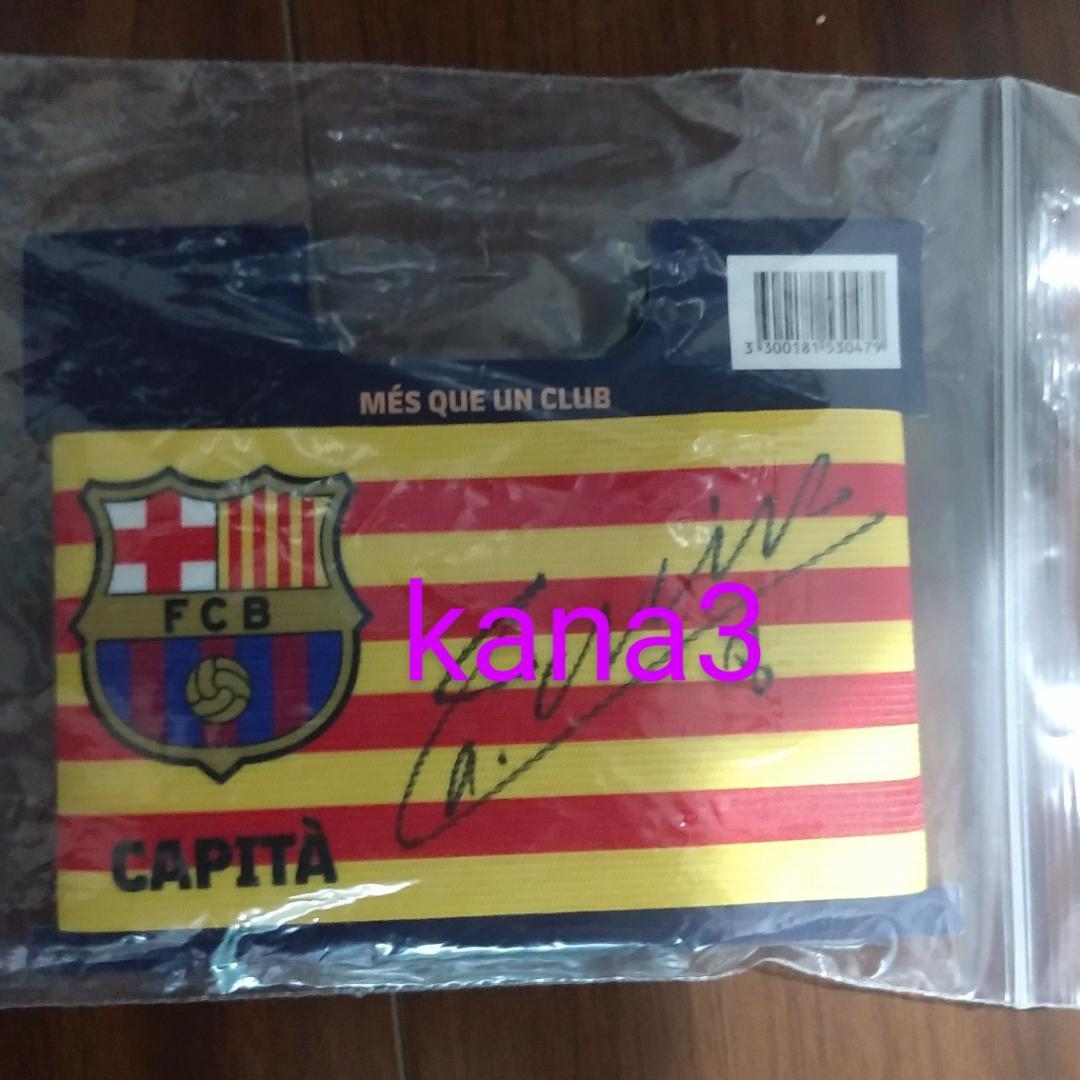 3 300181 530479
MÉS QUE UN CLUB
FCB
kana3
CAPITÀ